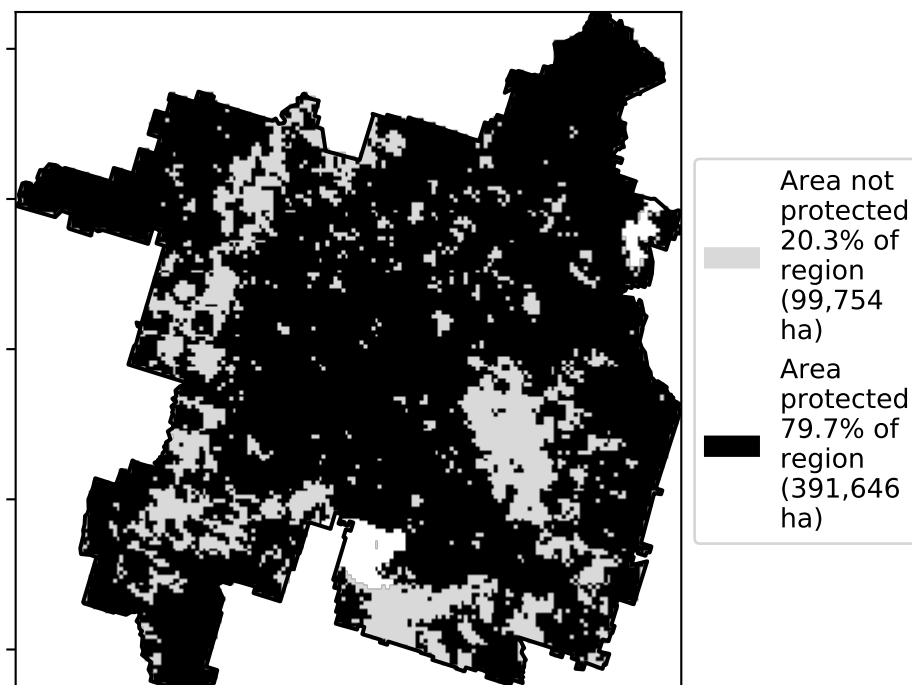 Area not
protected
20.3% of
region
(99,754
ha)
Area
protected
79.7% of
region
(391,646
ha)